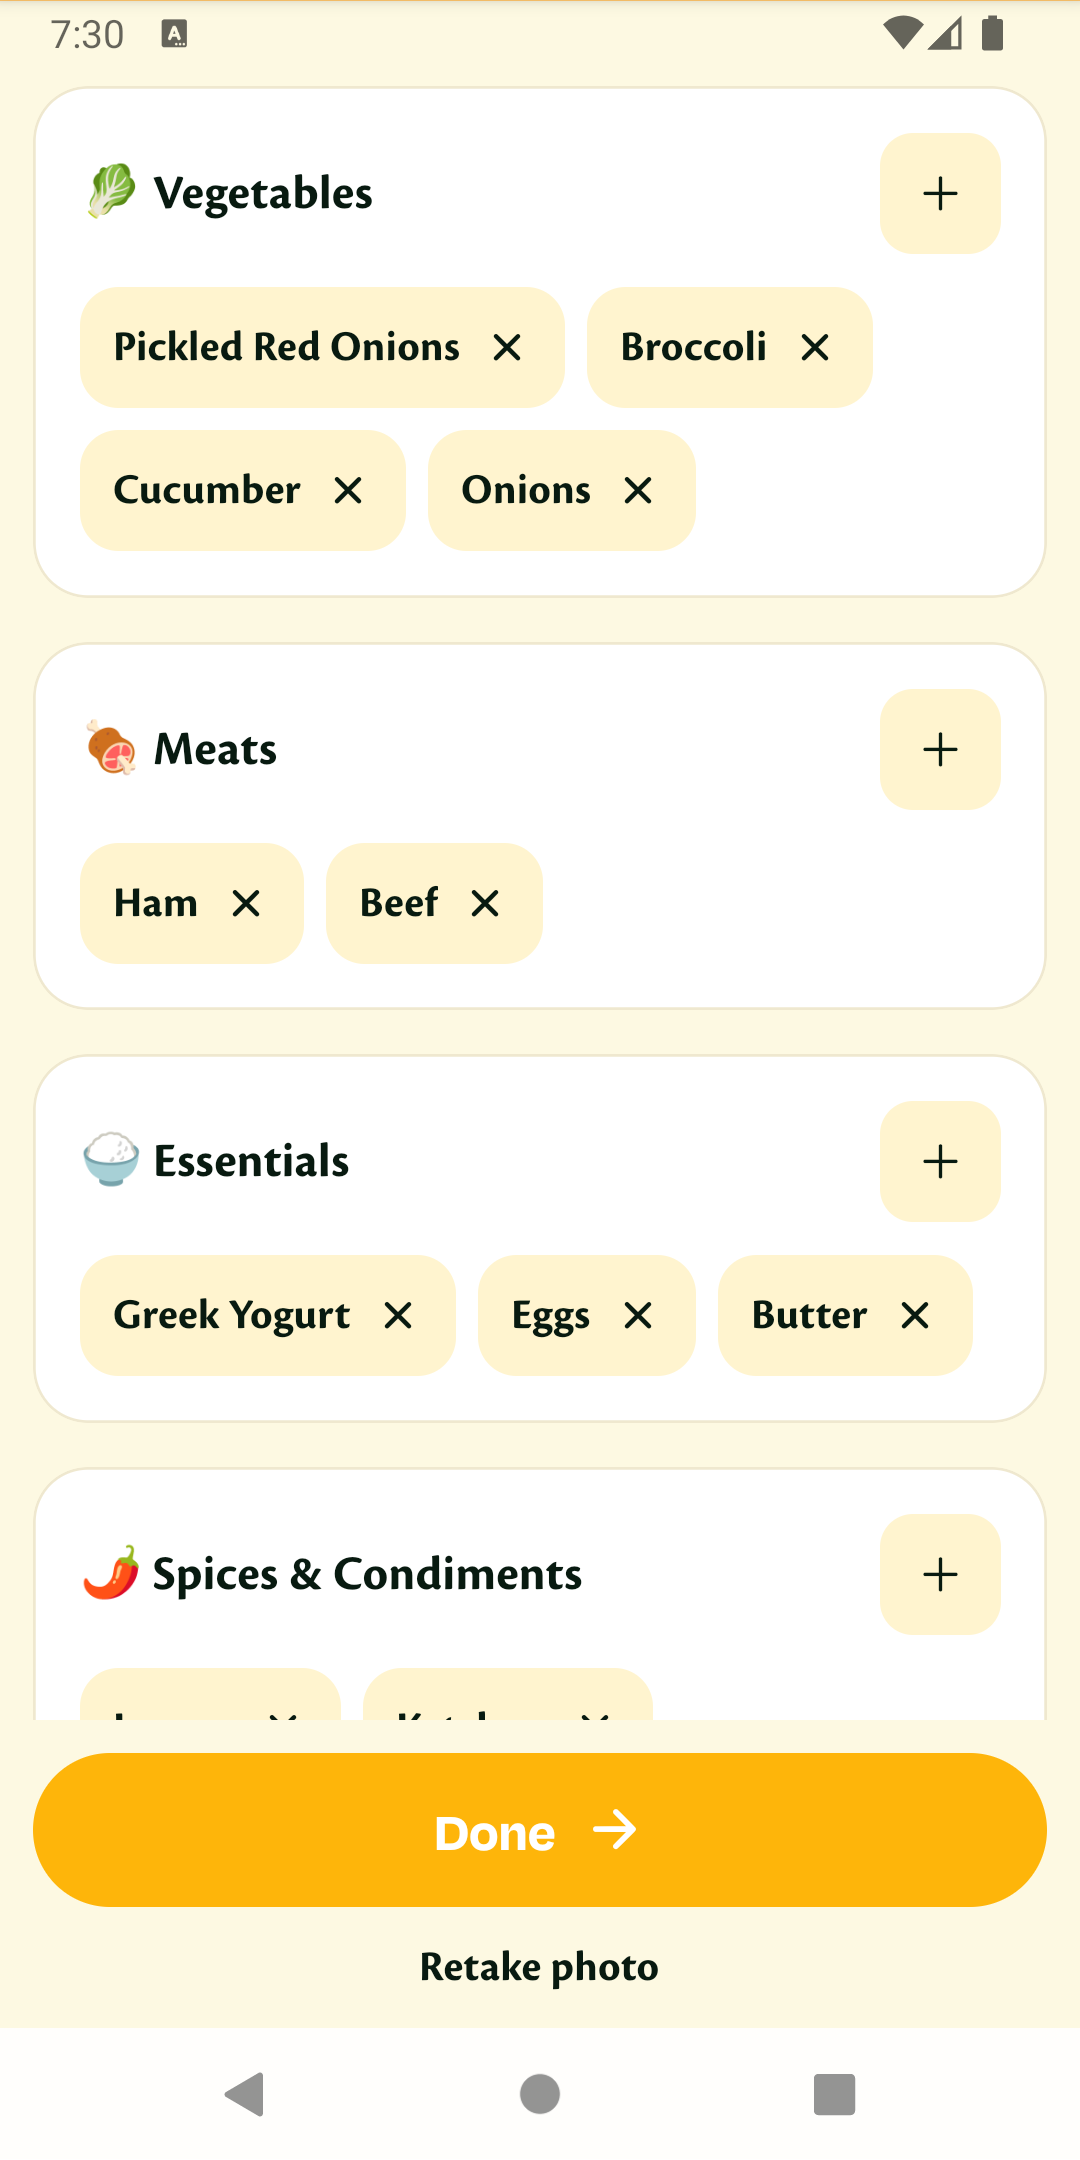 7:30
Vegetables
Pickled Red Onions
Broccoli
Cucumber
Onions
Meats
Ham
Beef
Essentials
Greek Yogurt
Eggs
Butter
Spices & Condiments
Done
Retake photo